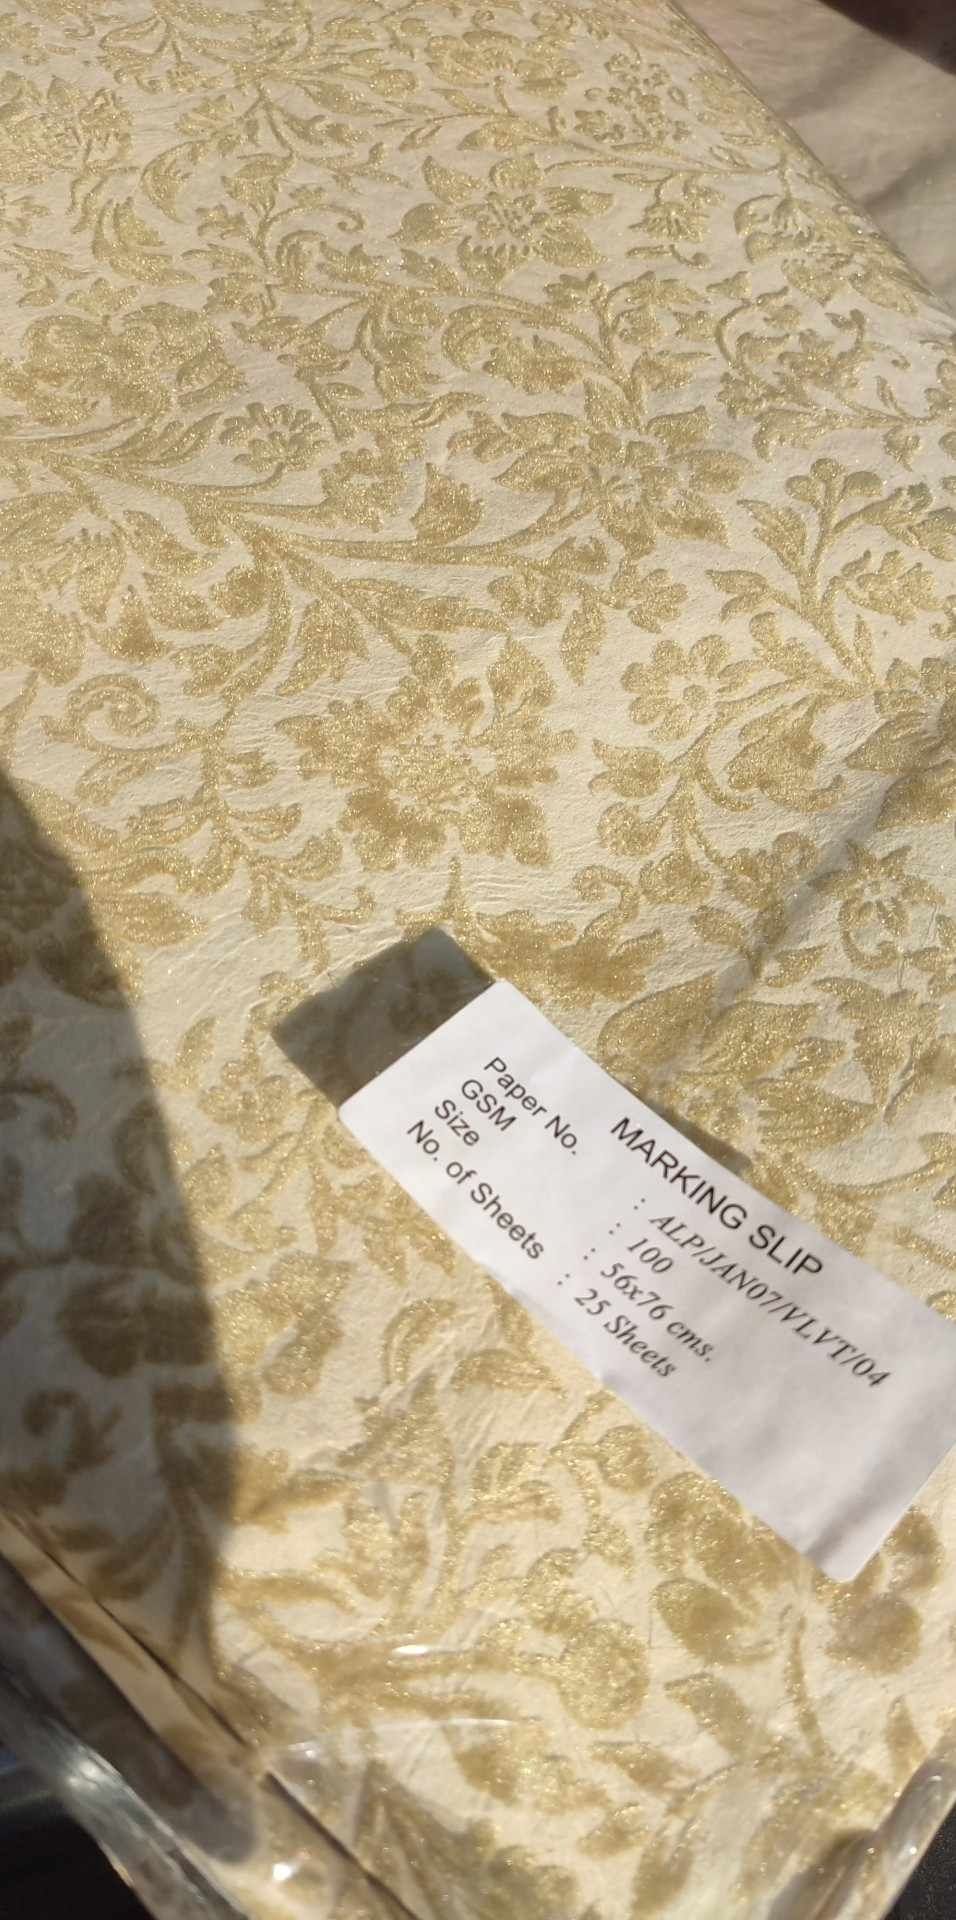 MARKING SLIP
Paper No. : ALP/JAN07/VLVT/04
GSM : 100
Size : 56x76 cms.
No. of Sheets : 25 Sheets